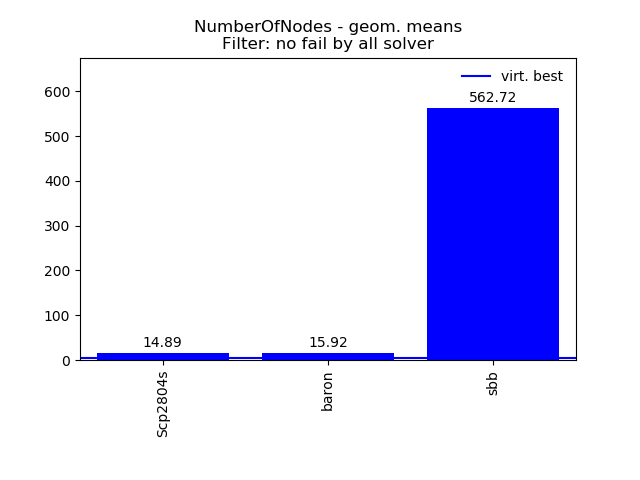 NumberOfNodes - geom. means
Filter: no fail by all solver
virt. best
600
500
400
300
200
100
0
14.89
15.92
562.72
Scp2804s
baron
sbb